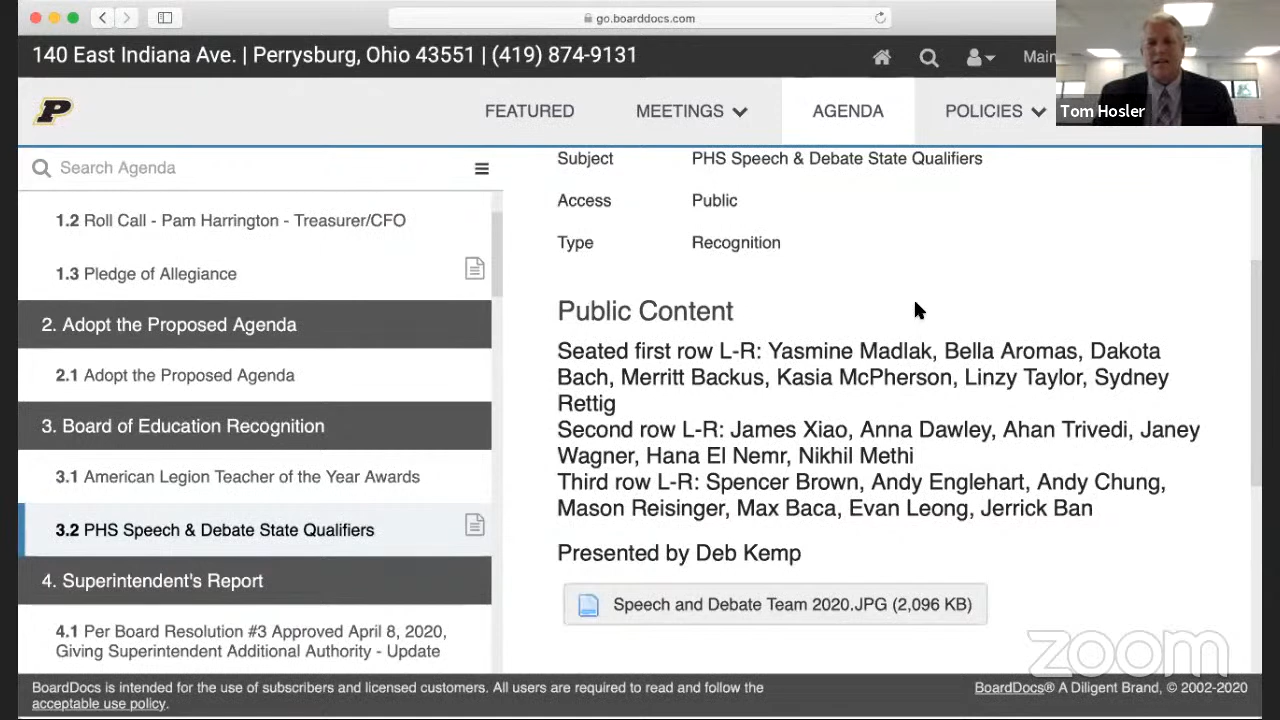 go.boarddocs.com
140 East Indiana Ave. | Perrysburg, Ohio 43551 | (419) 874-9131
Tom Hosler
P
FEATURED
MEETINGS
AGENDA
POLICIES
Search Agenda
1.2 Roll Call - Pam Harrington - Treasurer/CFO
1.3 Pledge of Allegiance
2. Adopt the Proposed Agenda
2.1 Adopt the Proposed Agenda
3. Board of Education Recognition
3.1 American Legion Teacher of the Year Awards
3.2 PHS Speech & Debate State Qualifiers
4. Superintendent's Report
4.1 Per Board Resolution #3 Approved April 8, 2020,
Giving Superintendent Additional Authority - Update
Subject PHS Speech & Debate State Qualifiers
Access Public
Type Recognition
Public Content
Seated first row L-R: Yasmine Madlak, Bella Aromas, Dakota
Bach, Merritt Backus, Kasia McPherson, Linzy Taylor, Sydney
Rettig
Second row L-R: James Xiao, Anna Dawley, Ahan Trivedi, Janey
Wagner, Hana El Nemr, Nikhil Methi
Third row L-R: Spencer Brown, Andy Englehart, Andy Chung,
Mason Reisinger, Max Baca, Evan Leong, Jerrick Ban
Presented by Deb Kemp
Speech and Debate Team 2020.JPG (2,096 KB)
zoom
BoardDocs is intended for the use of subscribers and licensed customers. All users are required to read and follow the
acceptable use policy.
BoardDocs® A Diligent Brand, © 2002-2020